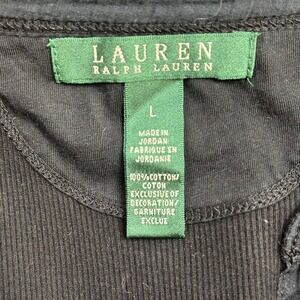 LAUREN
RALPH LAUREN
L
MADE IN
JORDAN
FABRIQUE EN
JORDANIE
100% COTTON/
COTON
EXCLUSIVE OF
DECORATION/
GARNITURE
EXCLUE